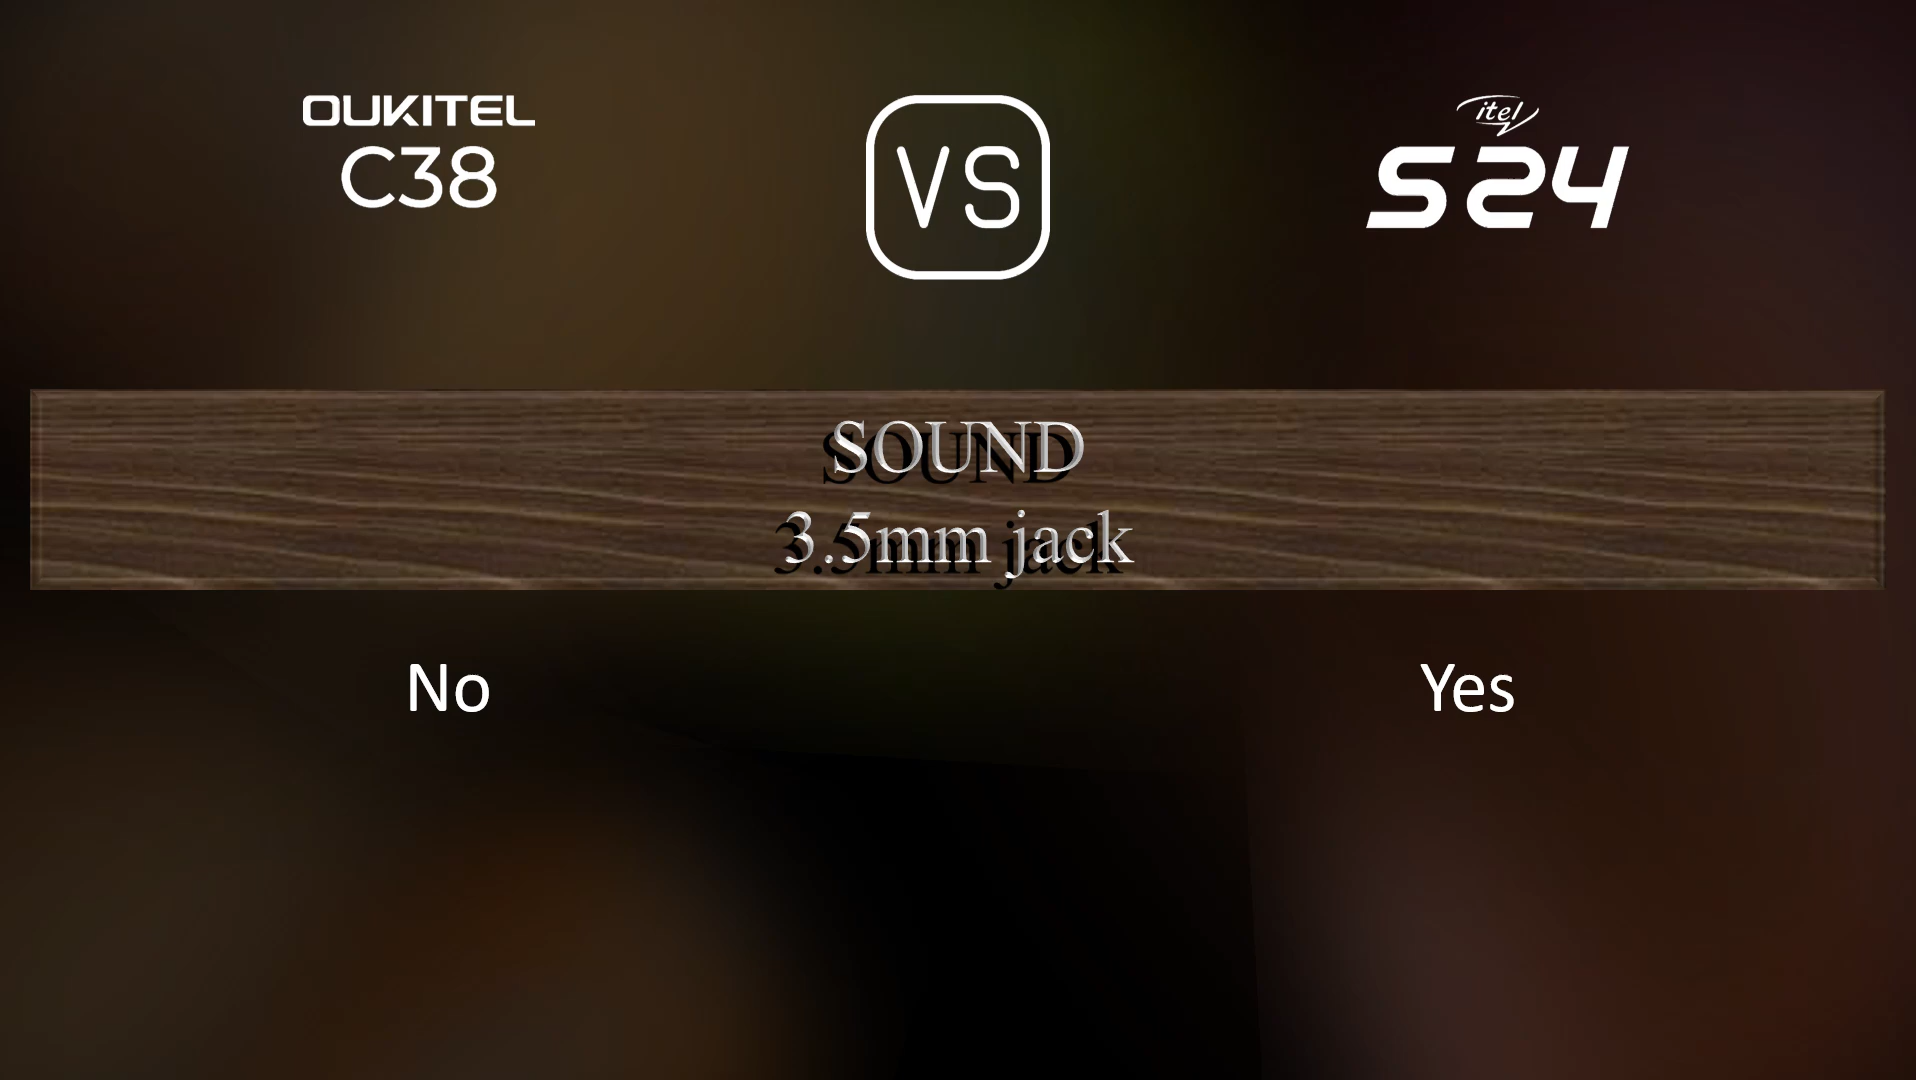 OUKITEL
C38
VS
itel
S24
SOUND
3.5mm jack
No
Yes